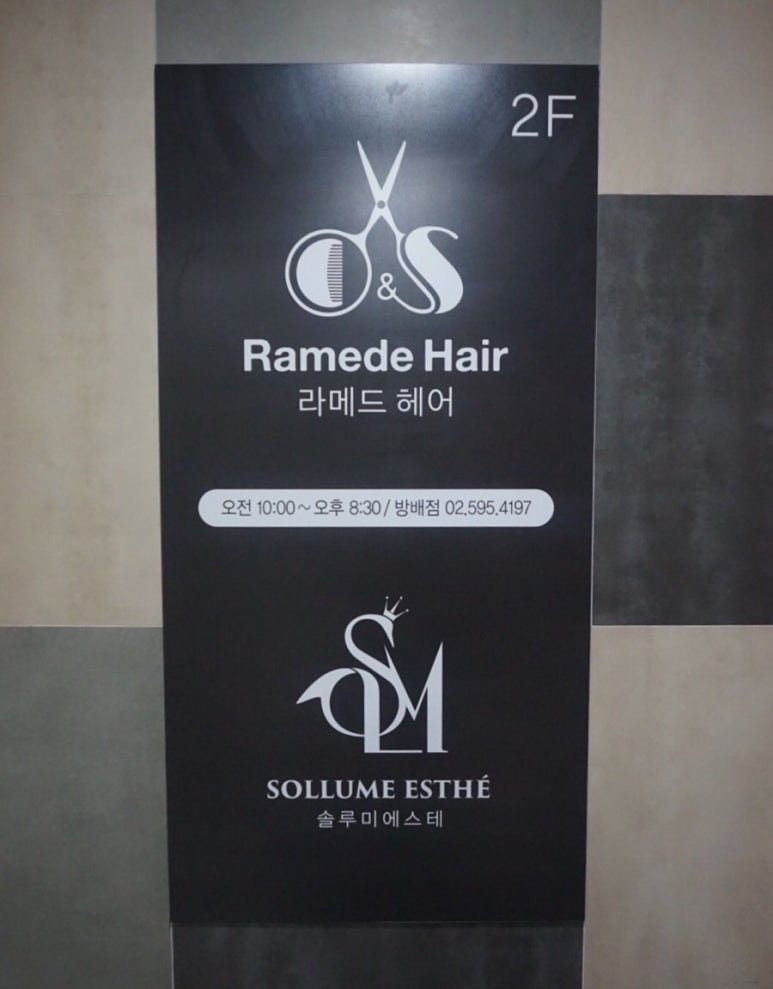 2F
O&S
Ramede Hair
라메드 헤어
오전 10:00~오후 8:30 / 방배점 02.595.4197
SLM
SOLLUME ESTHÉ
솔루미에스테